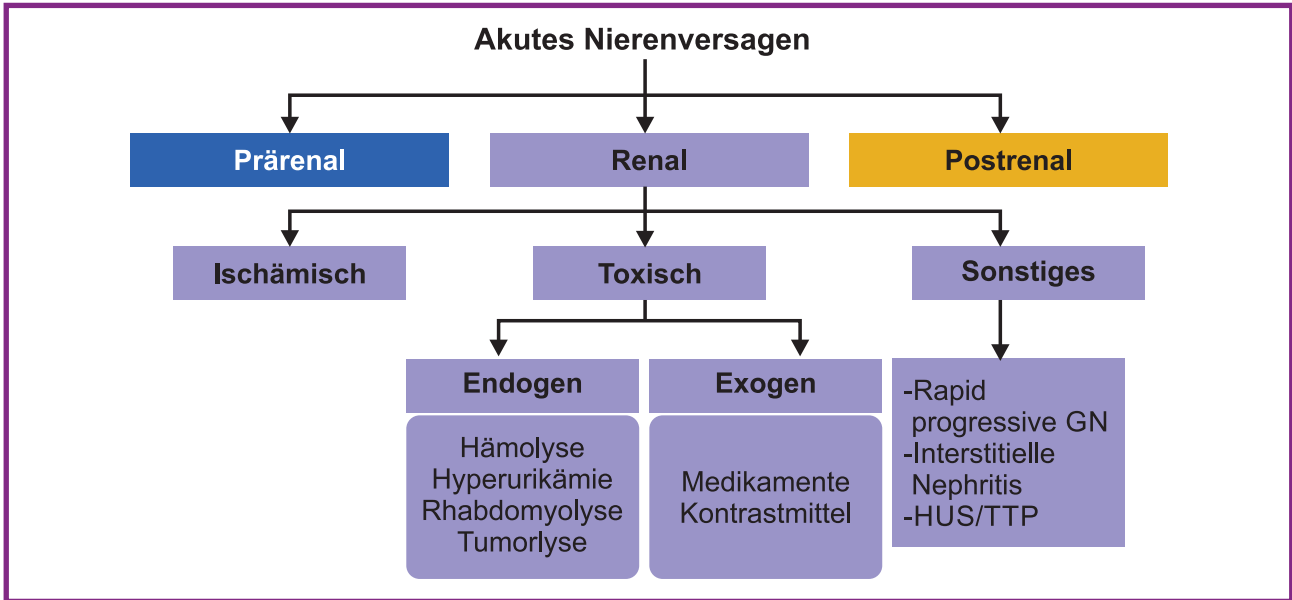 Akutes Nierenversagen
Prärenal
Renal
Postrenal
Ischämisch
Toxisch
Sonstiges
Endogen
Exogen
Hämolyse
Hyperurikämie
Rhabdomyolyse
Tumorlyse
Medikamente
Kontrastmittel
-Rapid
progressive GN
-Interstitielle
Nephritis
-HUS/TTP